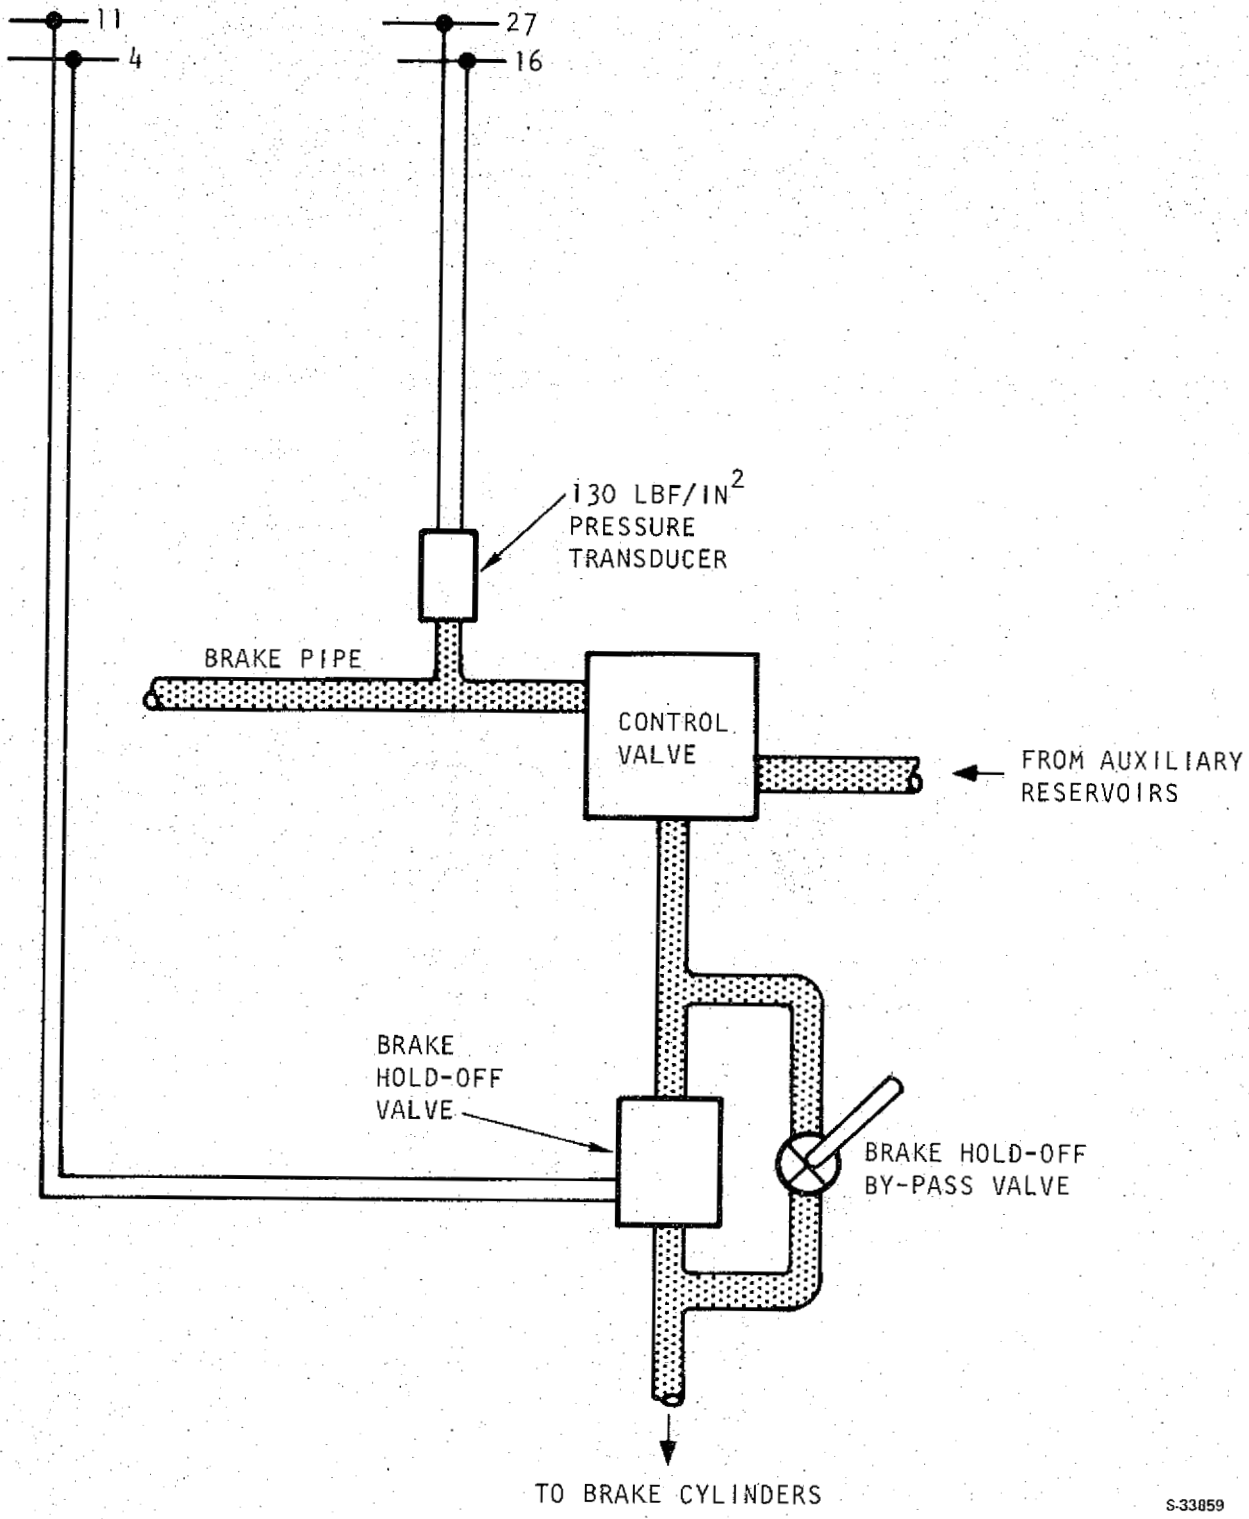 11
4
27
16
130 LBF/IN²
PRESSURE
TRANSDUCER
BRAKE PIPE
CONTROL
VALVE
FROM AUXILIARY
RESERVOIRS
BRAKE
HOLD-OFF
VALVE
BRAKE HOLD-OFF
BY-PASS VALVE
TO BRAKE CYLINDERS
S-33859